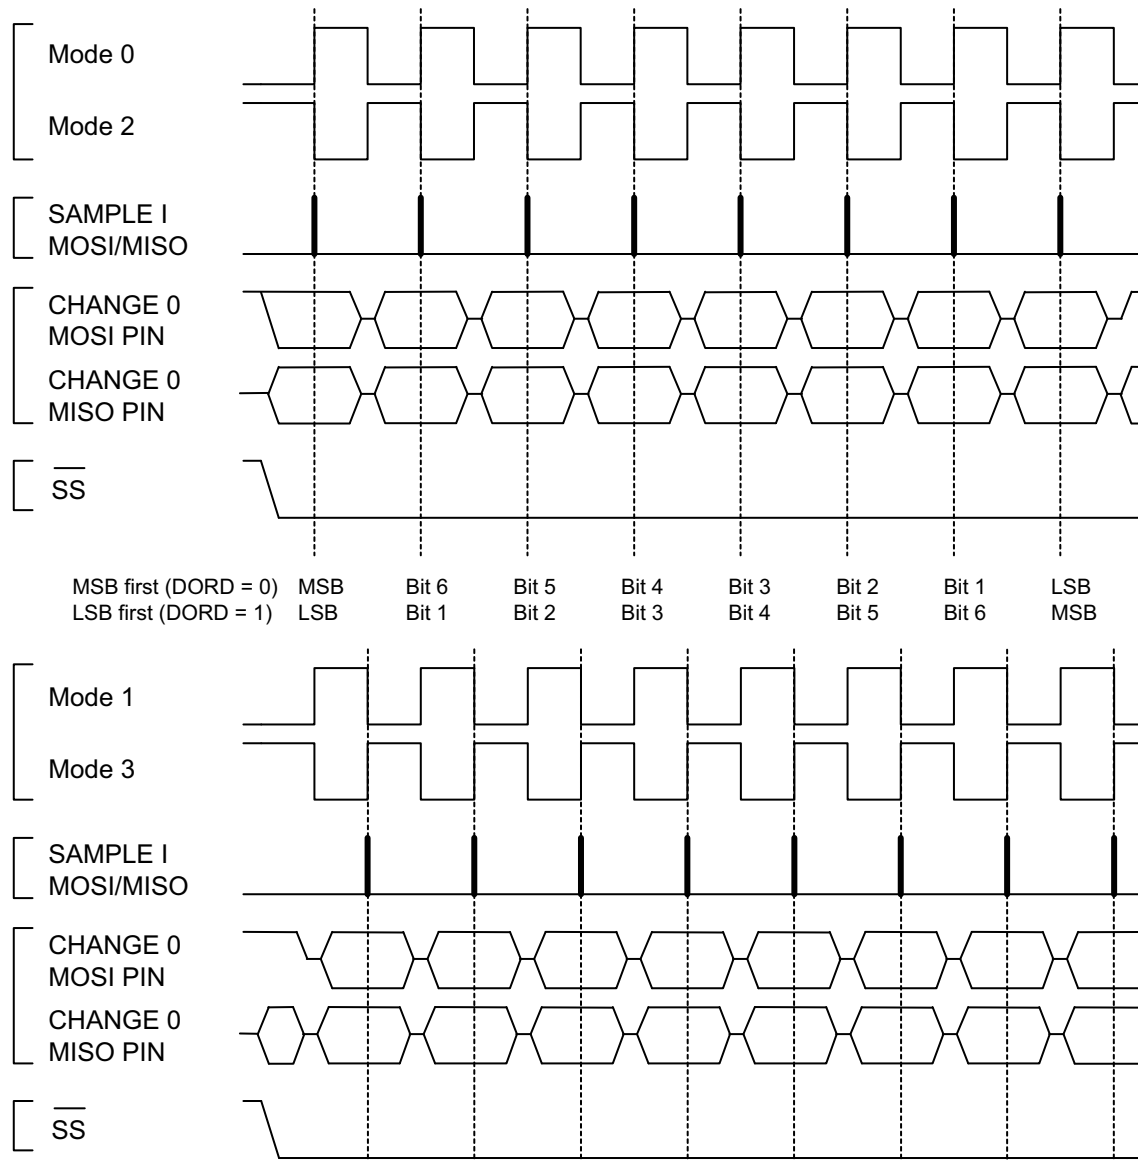 Mode 0
Mode 2
SAMPLE I
MOSI/MISO
CHANGE 0
MOSI PIN
CHANGE 0
MISO PIN
SS
MSB first (DORD = 0) MSB Bit 6 Bit 5 Bit 4 Bit 3 Bit 2 Bit 1 LSB
LSB first (DORD = 1) LSB Bit 1 Bit 2 Bit 3 Bit 4 Bit 5 Bit 6 MSB
Mode 1
Mode 3
SAMPLE I
MOSI/MISO
CHANGE 0
MOSI PIN
CHANGE 0
MISO PIN
SS